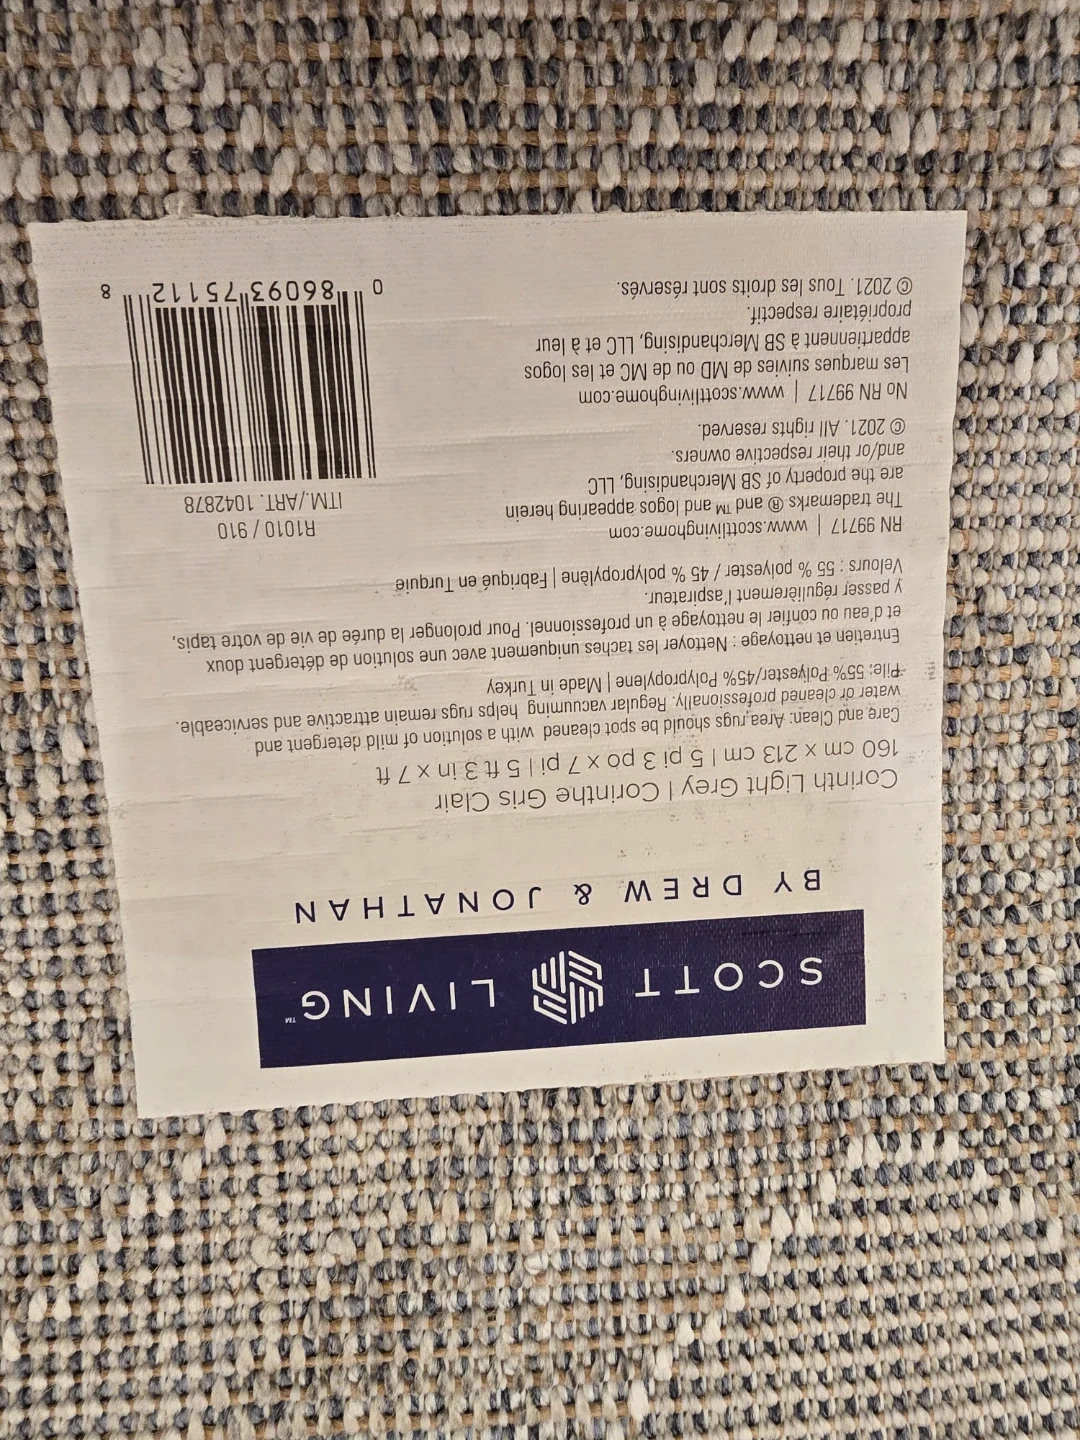 SCOTT LIVING™
BY DREW & JONATHAN
Corinth Light Grey | Corinthe Gris Clair
160 cm x 213 cm | 5 pi 3 po x 7 pi | 5 ft 3 in x 7 ft
Care and Clean: Area rugs should be spot cleaned with a solution of mild detergent and
water or cleaned professionally. Regular vacuuming helps rugs remain attractive and serviceable.
Pile: 55% Polyester/45% Polypropylene | Made in Turkey
Entretien et nettoyage : Nettoyer les taches uniquement avec une solution de détergent doux
et d'eau ou confier le nettoyage à un professionnel. Pour prolonger la durée de vie de votre tapis,
y passer régulièrement l'aspirateur.
Velours : 55 % polyester / 45 % polypropylène | Fabriqué en Turquie
RN 99717 | www.scottlivinghome.com
The trademarks ® and ™ and logos appearing herein
are the property of SB Merchandising, LLC
and/or their respective owners.
© 2021. All rights reserved.
No RN 99717 | www.scottlivinghome.com
Les marques suivies de MD ou de MC et les logos
appartiennent à SB Merchandising, LLC et à leur
propriétaire respectif.
© 2021. Tous les droits sont réservés.
R1010 / 910
ITM./ART. 1042878
0 86093 75112 8